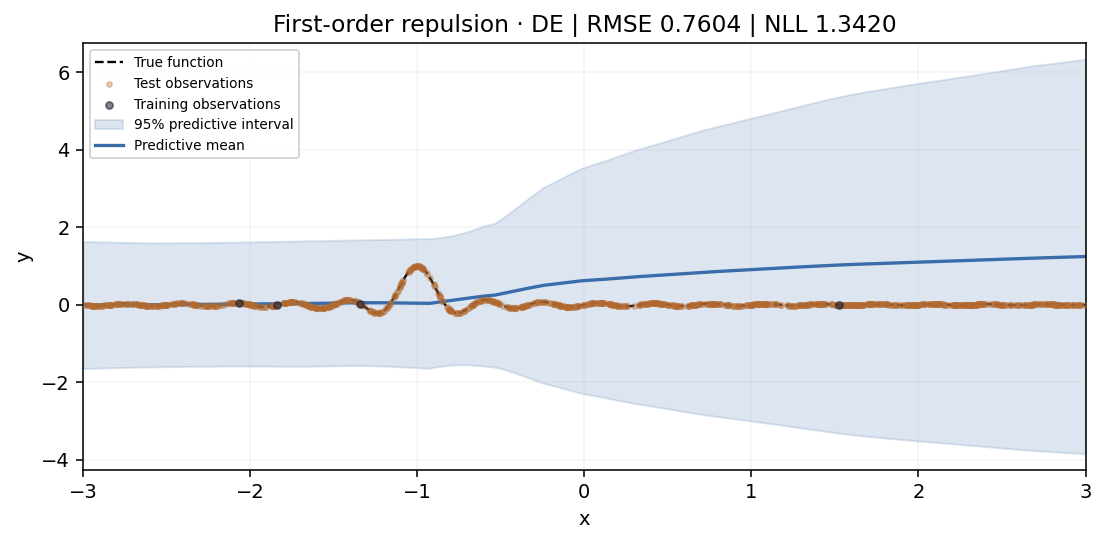 First-order repulsion · DE | RMSE 0.7604 | NLL 1.3420
True function
Test observations
Training observations
95% predictive interval
Predictive mean
y
6
4
2
0
−2
−4
−3
−2
−1
0
1
2
3
x